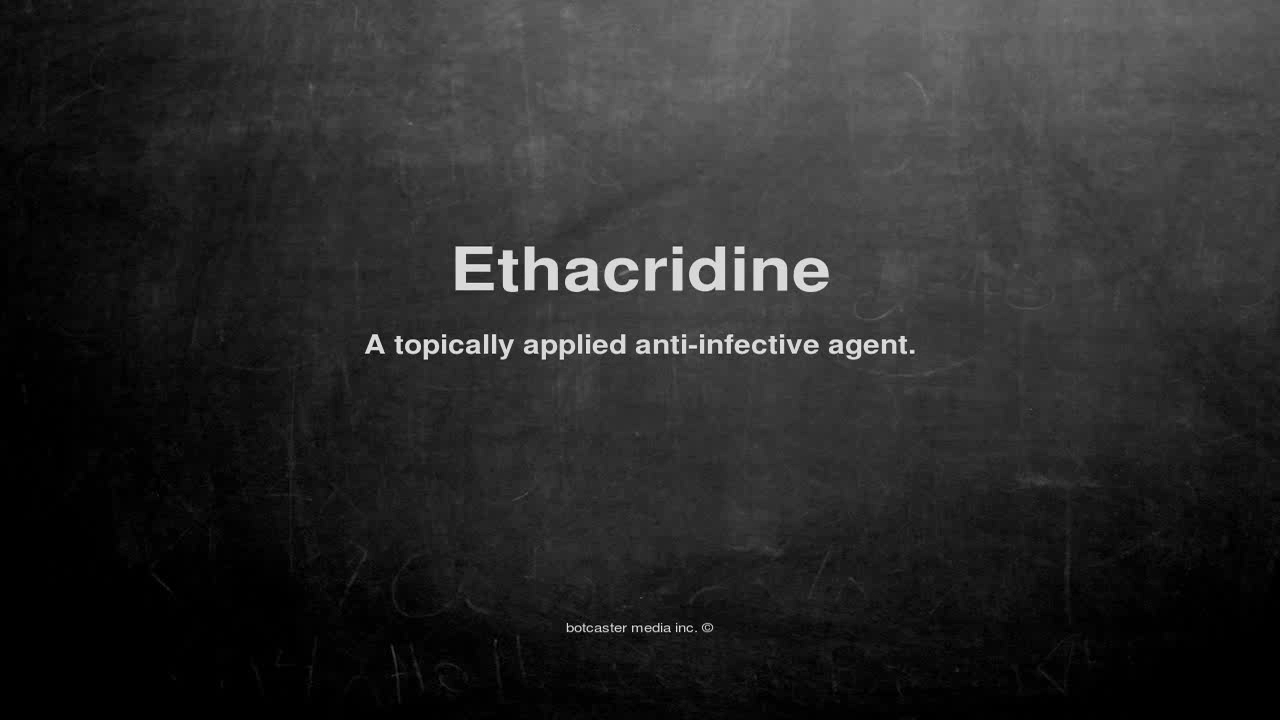 Ethacridine
A topically applied anti-infective agent.
botcaster media inc. ©